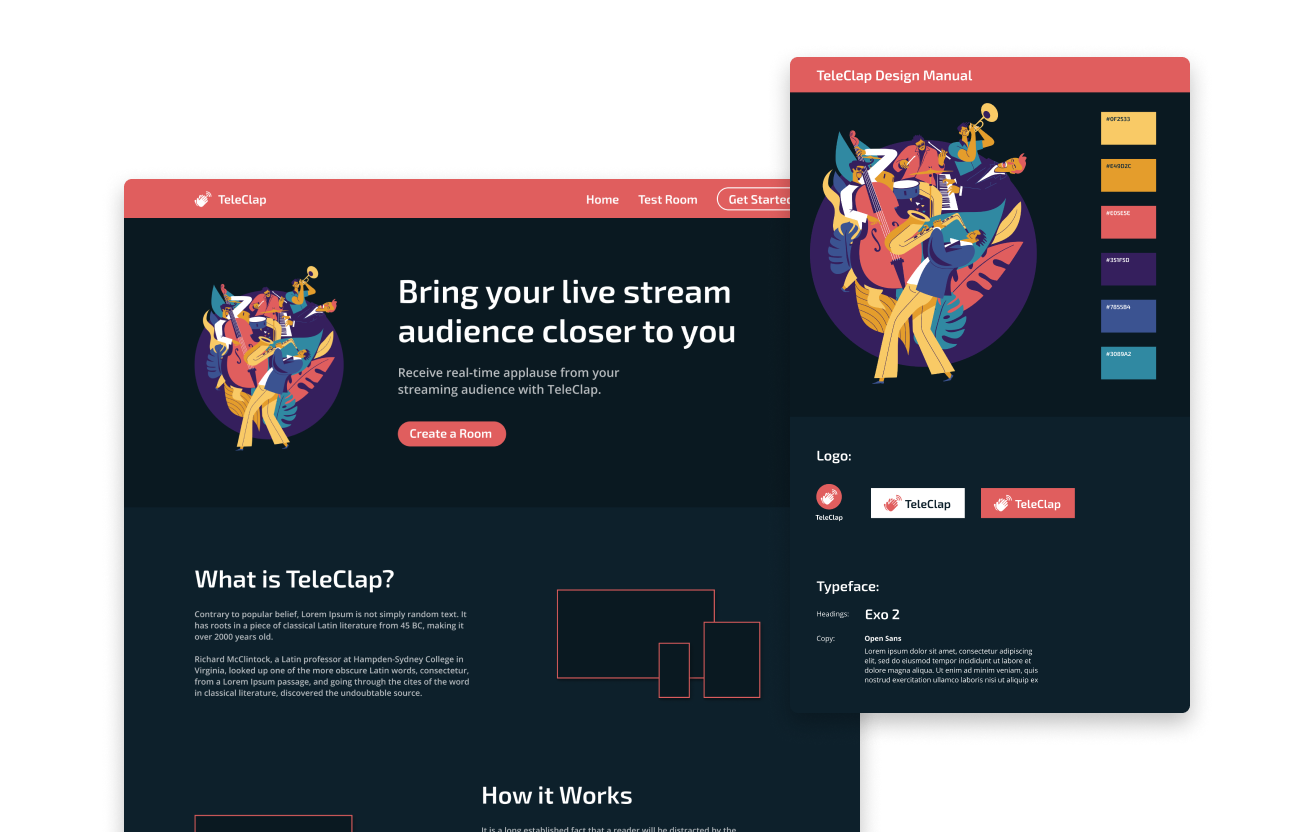 TeleClap
Home
Test Room
Get Started
Bring your live stream
audience closer to you
Receive real-time applause from your
streaming audience with TeleClap.
Create a Room
What is TeleClap?
Contrary to popular belief, Lorem Ipsum is not simply random text. It
has roots in a piece of classical Latin literature from 45 BC, making it
over 2000 years old.
Richard McClintock, a Latin professor at Hampden-Sydney College in
Virginia, looked up one of the more obscure Latin words, consectetur,
from a Lorem Ipsum passage, and going through the cites of the word
in classical literature, discovered the undoubtable source.
How it Works
It is a long established fact that a reader will be distracted by the
TeleClap Design Manual
Logo:
TeleClap
TeleClap
TeleClap
Typeface:
Headings:
Exo 2
Copy:
Open Sans
Lorem ipsum dolor sit amet, consectetur adipiscing
elit, sed do eiusmod tempor incididunt ut labore et
dolore magna aliqua. Ut enim ad minim veniam, quis
nostrud exercitation ullamco laboris nisi ut aliquip ex